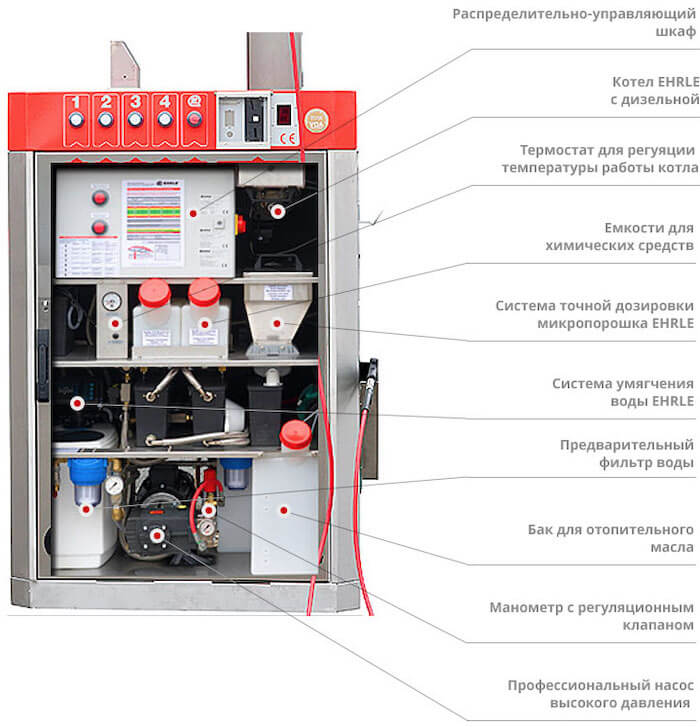 Распределительно-управляющий
шкаф
Котел EHRLE
с дизельной
Термостат для регуяции
температуры работы котла
Емкости для
химических средств
Система точной дозировки
микропорошка EHRLE
Система умягчения
воды EHRLE
Предварительный
фильтр воды
Бак для отопительного
масла
Манометр с регуляционным
клапаном
Профессиональный насос
высокого давления
1 2 3 4
CE
EHRLE